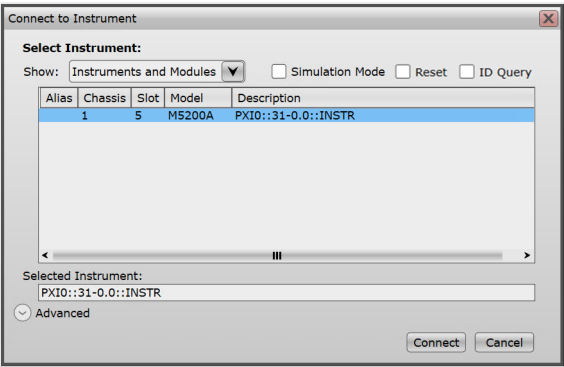 Connect to Instrument
Select Instrument:
Show: Instruments and Modules Simulation Mode Reset ID Query
Alias Chassis Slot Model Description
1 5 M5200A PXI0::31-0.0::INSTR
Selected Instrument:
PXI0::31-0.0::INSTR
Advanced
Connect Cancel